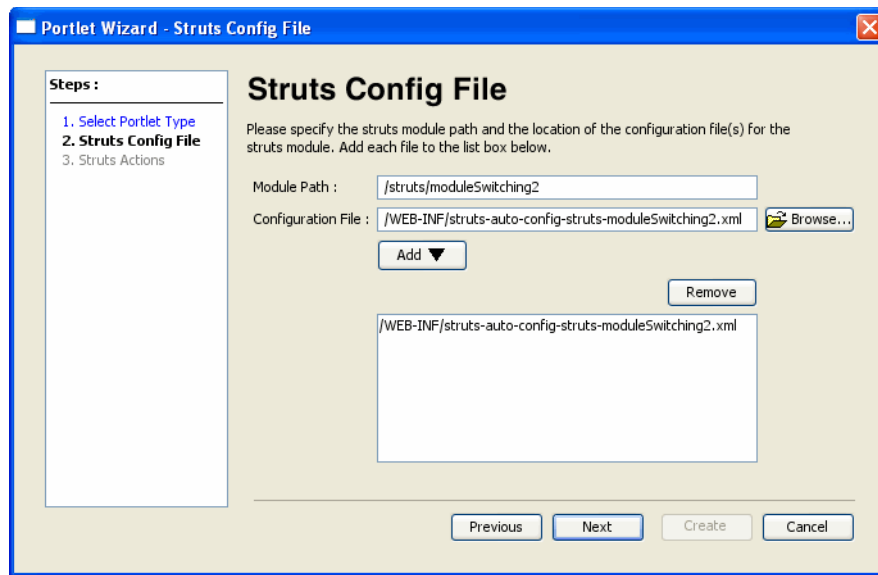 Portlet Wizard - Struts Config File
Steps :
1. Select Portlet Type
2. Struts Config File
3. Struts Actions
Struts Config File
Please specify the struts module path and the location of the configuration file(s) for the
struts module. Add each file to the list box below.
Module Path : /struts/moduleSwitching2
Configuration File : /WEB-INF/struts-auto-config-struts-moduleSwitching2.xml Browse...
Add
Remove
/WEB-INF/struts-auto-config-struts-moduleSwitching2.xml
Previous Next Create Cancel